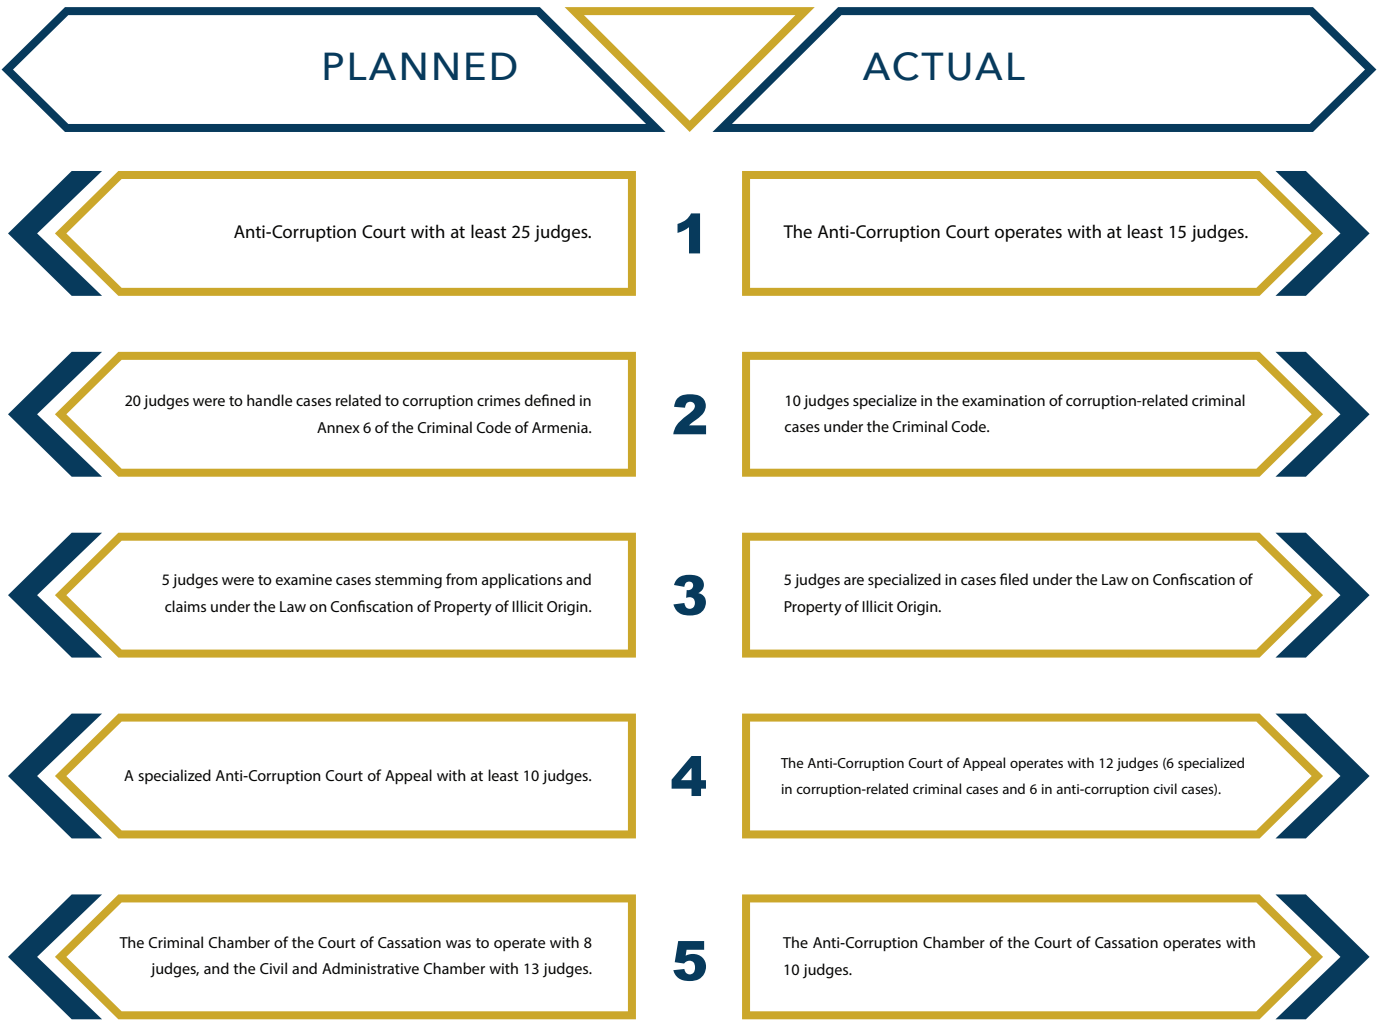 PLANNED
ACTUAL
Anti-Corruption Court with at least 25 judges.
1
The Anti-Corruption Court operates with at least 15 judges.
20 judges were to handle cases related to corruption crimes defined in
Annex 6 of the Criminal Code of Armenia.
2
10 judges specialize in the examination of corruption-related criminal
cases under the Criminal Code.
5 judges were to examine cases stemming from applications and
claims under the Law on Confiscation of Property of Illicit Origin.
3
5 judges are specialized in cases filed under the Law on Confiscation of
Property of Illicit Origin.
A specialized Anti-Corruption Court of Appeal with at least 10 judges.
4
The Anti-Corruption Court of Appeal operates with 12 judges (6 specialized
in corruption-related criminal cases and 6 in anti-corruption civil cases).
The Criminal Chamber of the Court of Cassation was to operate with 8
judges, and the Civil and Administrative Chamber with 13 judges.
5
The Anti-Corruption Chamber of the Court of Cassation operates with
10 judges.